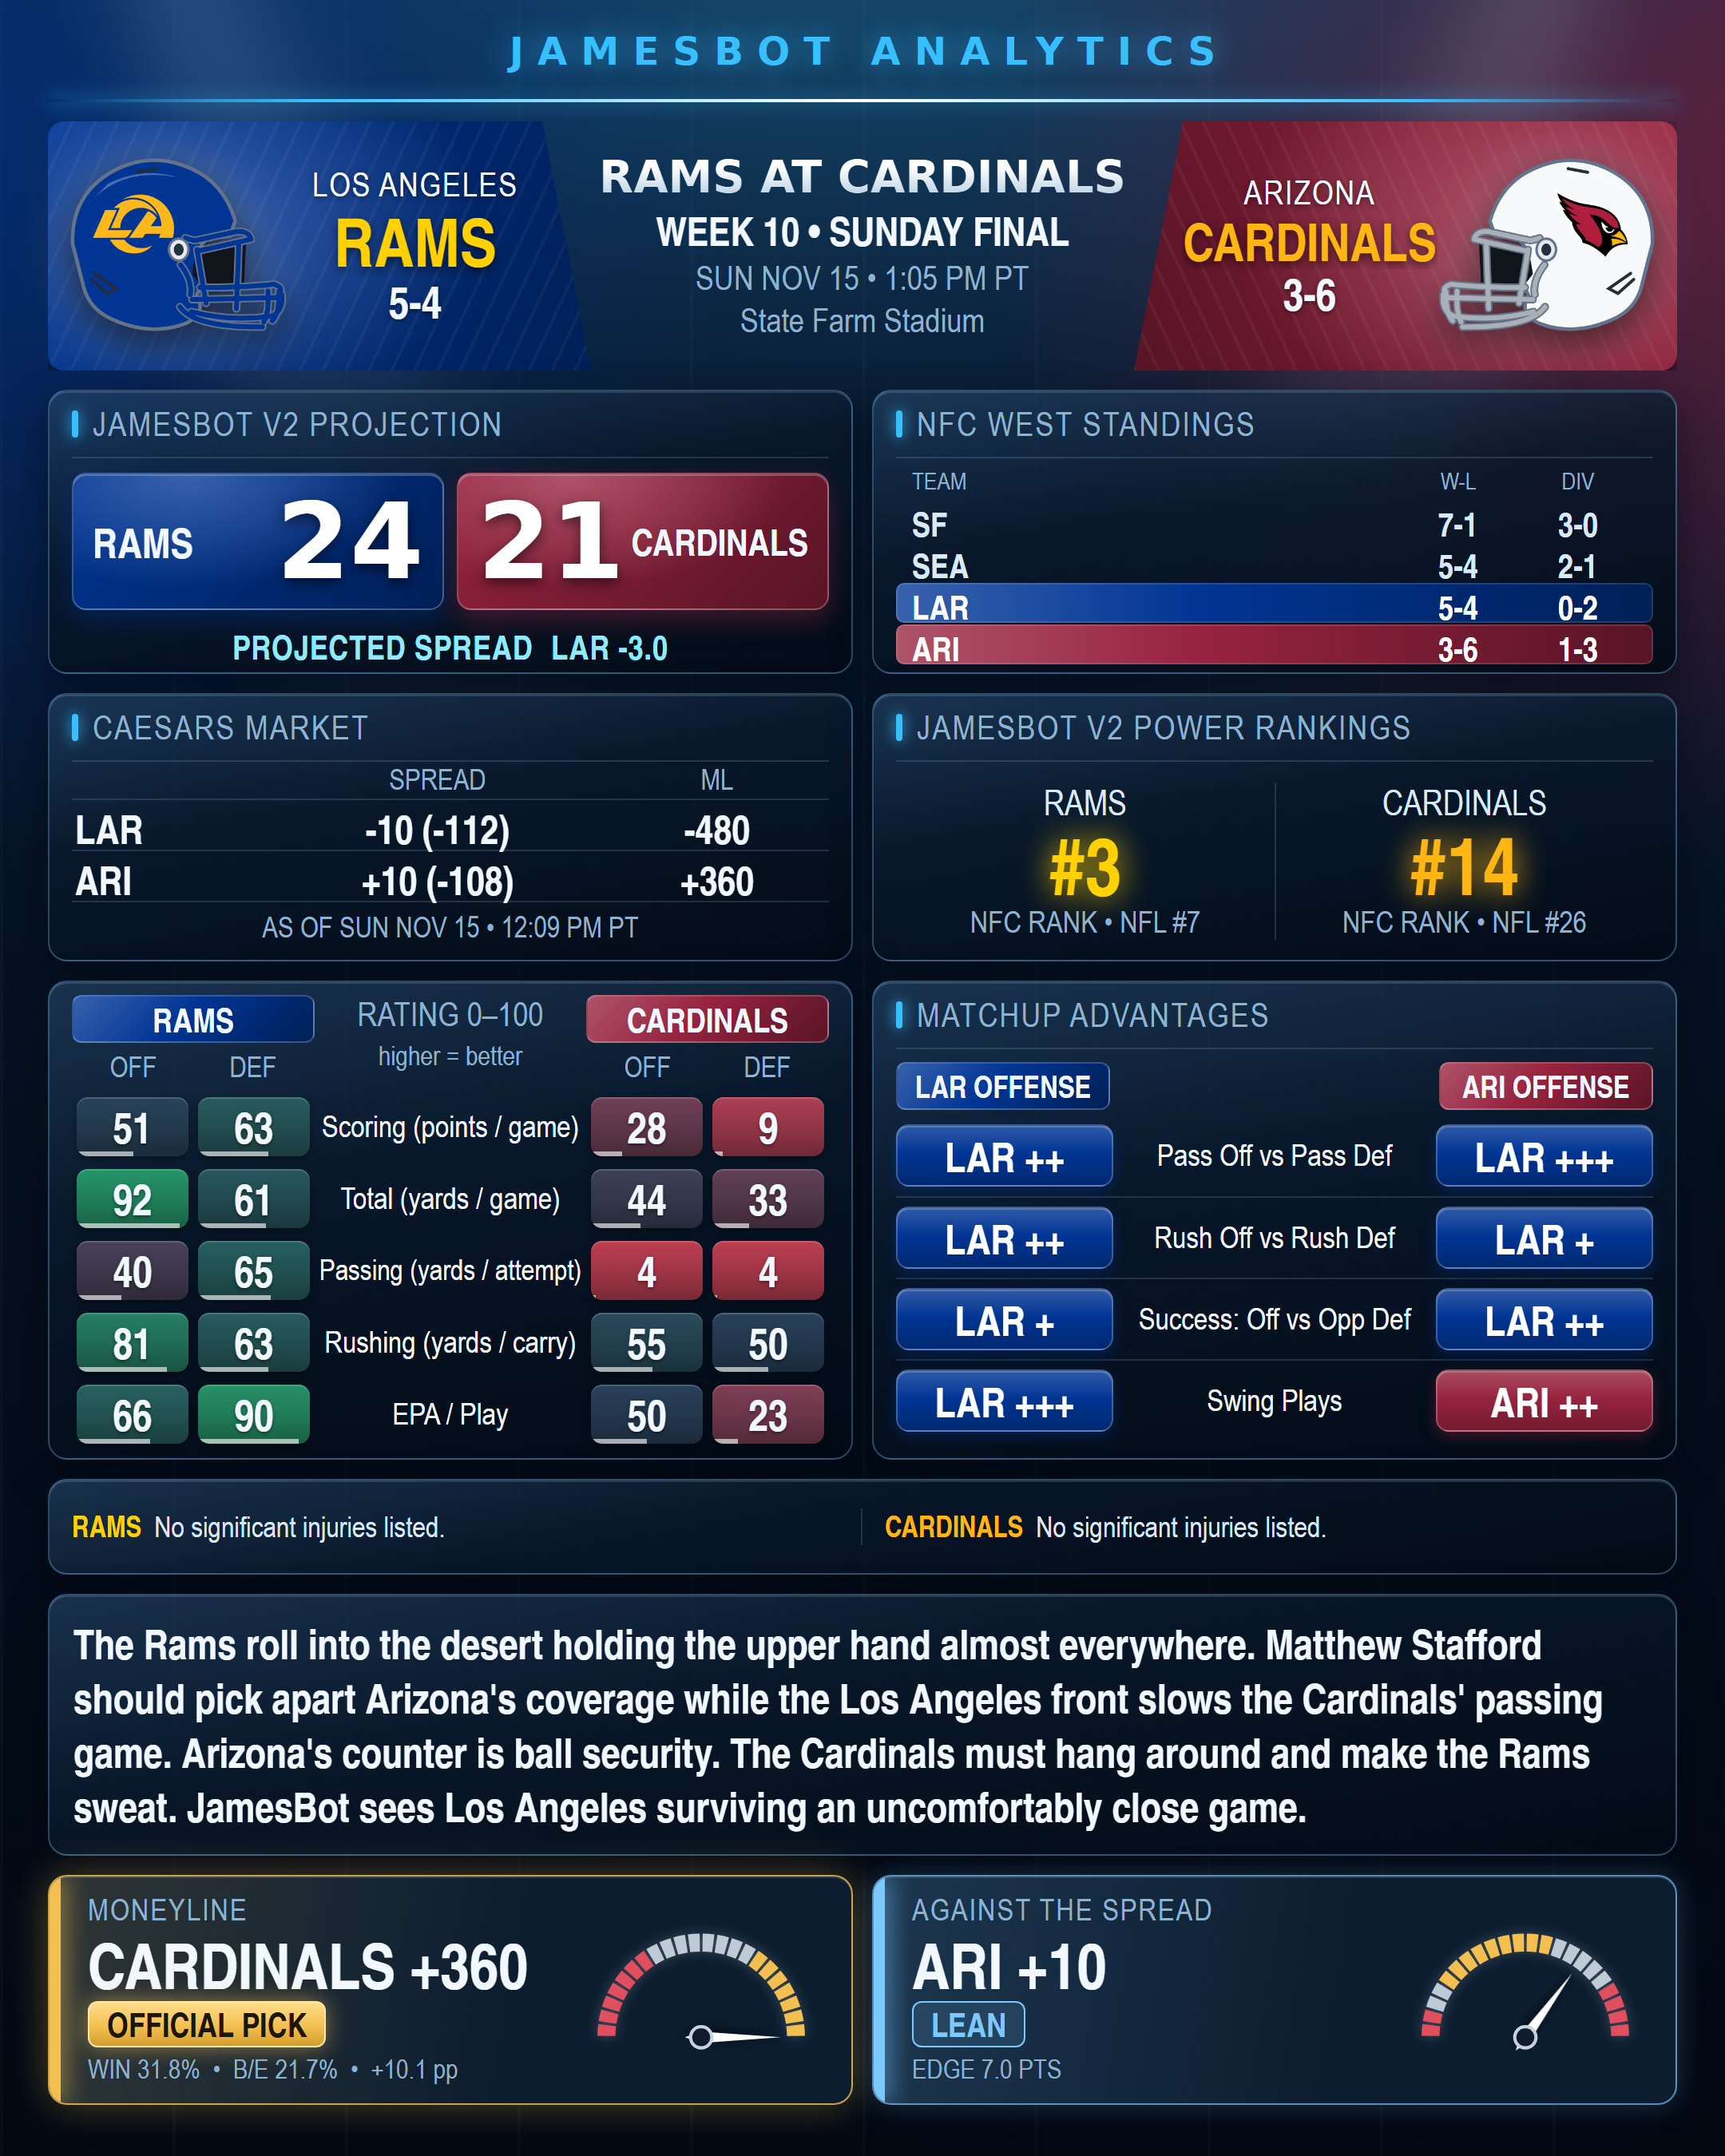 JAMESBOT ANALYTICS
LOS ANGELES
RAMS
5-4
RAMS AT CARDINALS
WEEK 10 • SUNDAY FINAL
SUN NOV 15 • 1:05 PM PT
State Farm Stadium
ARIZONA
CARDINALS
3-6
JAMESBOT V2 PROJECTION
RAMS 24 21 CARDINALS
PROJECTED SPREAD LAR -3.0
NFC WEST STANDINGS
TEAM W-L DIV
SF 7-1 3-0
SEA 5-4 2-1
LAR 5-4 0-2
ARI 3-6 1-3
CAESARS MARKET
SPREAD ML
LAR -10 (-112) -480
ARI +10 (-108) +360
AS OF SUN NOV 15 • 12:09 PM PT
JAMESBOT V2 POWER RANKINGS
RAMS
#3
NFC RANK • NFL #7
CARDINALS
#14
NFC RANK • NFL #26
RAMS RATING 0–100 CARDINALS
OFF DEF higher = better OFF DEF
51 63 Scoring (points / game) 28 9
92 61 Total (yards / game) 44 33
40 65 Passing (yards / attempt) 4 4
81 63 Rushing (yards / carry) 55 50
66 90 EPA / Play 50 23
MATCHUP ADVANTAGES
LAR OFFENSE ARI OFFENSE
LAR ++ Pass Off vs Pass Def LAR +++
LAR ++ Rush Off vs Rush Def LAR +
LAR + Success: Off vs Opp Def LAR ++
LAR +++ Swing Plays ARI ++
RAMS No significant injuries listed.
CARDINALS No significant injuries listed.
The Rams roll into the desert holding the upper hand almost everywhere. Matthew Stafford
should pick apart Arizona's coverage while the Los Angeles front slows the Cardinals' passing
game. Arizona's counter is ball security. The Cardinals must hang around and make the Rams
sweat. JamesBot sees Los Angeles surviving an uncomfortably close game.
MONEYLINE
CARDINALS +360
OFFICIAL PICK
WIN 31.8% • B/E 21.7% • +10.1 pp
AGAINST THE SPREAD
ARI +10
LEAN
EDGE 7.0 PTS